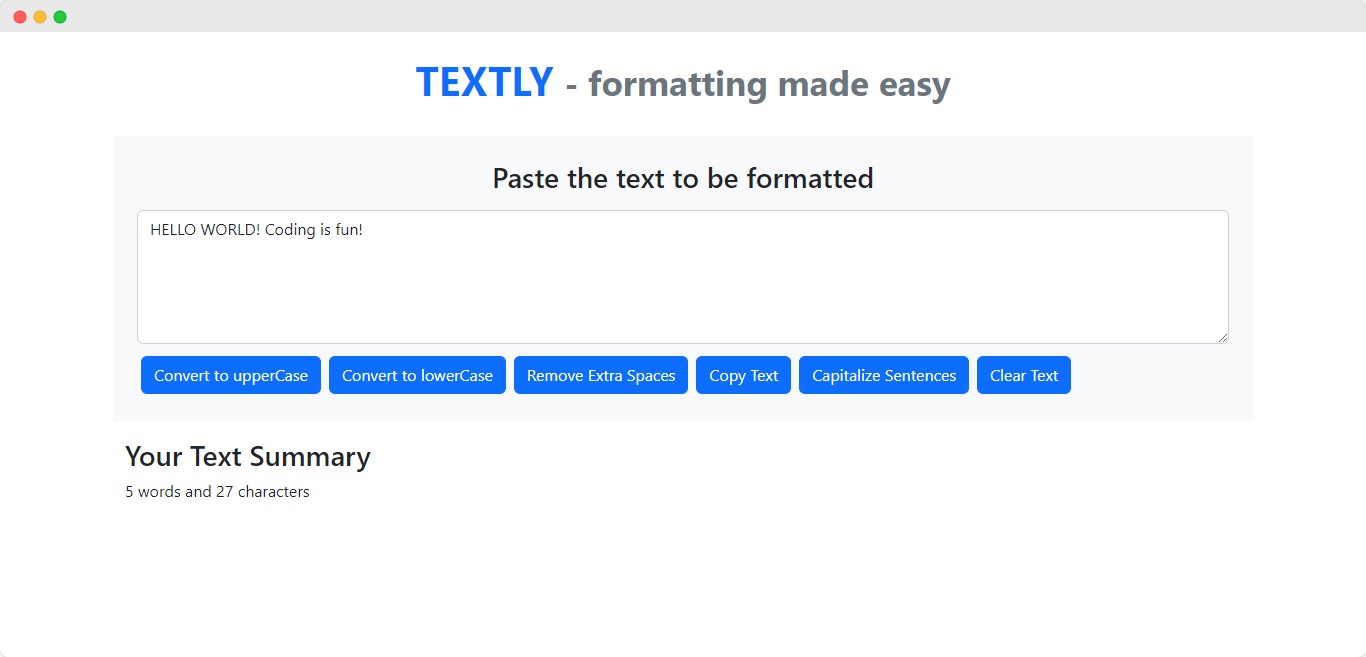 TEXTLY - formatting made easy
Paste the text to be formatted
HELLO WORLD! Coding is fun!
Convert to upperCase Convert to lowerCase Remove Extra Spaces Copy Text Capitalize Sentences Clear Text
Your Text Summary
5 words and 27 characters